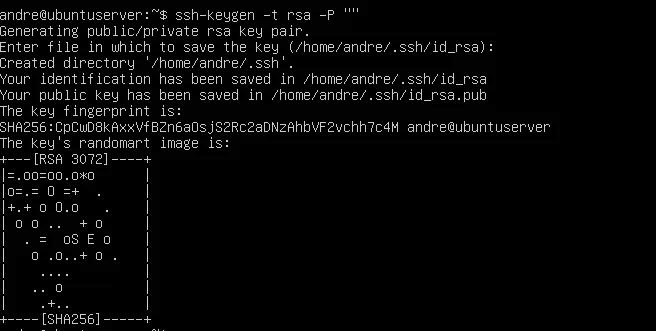 andre@ubuntuserver:~$ ssh-keygen -t rsa -P ""
Generating public/private rsa key pair.
Enter file in which to save the key (/home/andre/.ssh/id_rsa):
Created directory '/home/andre/.ssh'.
Your identification has been saved in /home/andre/.ssh/id_rsa
Your public key has been saved in /home/andre/.ssh/id_rsa.pub
The key fingerprint is:
SHA256:CpCwD8kAxxVfBZn6aOsjS2Rc2aDNzAhbVF2vchh7c4M andre@ubuntuserver
The key's randomart image is:
+---[RSA 3072]----+
|=.oo=oo.o*o      |
|o=.= O =+  .     |
|+.+ o O.o   .    |
| o o ..  + o     |
|  . =  oS E o    |
|   o .o..+ o .   |
|    ....         |
|   .. o          |
|    .+..         |
+----[SHA256]-----+